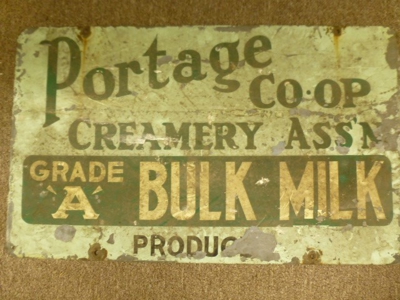 Portage
CO-OP
CREAMERY ASS'N
GRADE
"A" BULK MILK